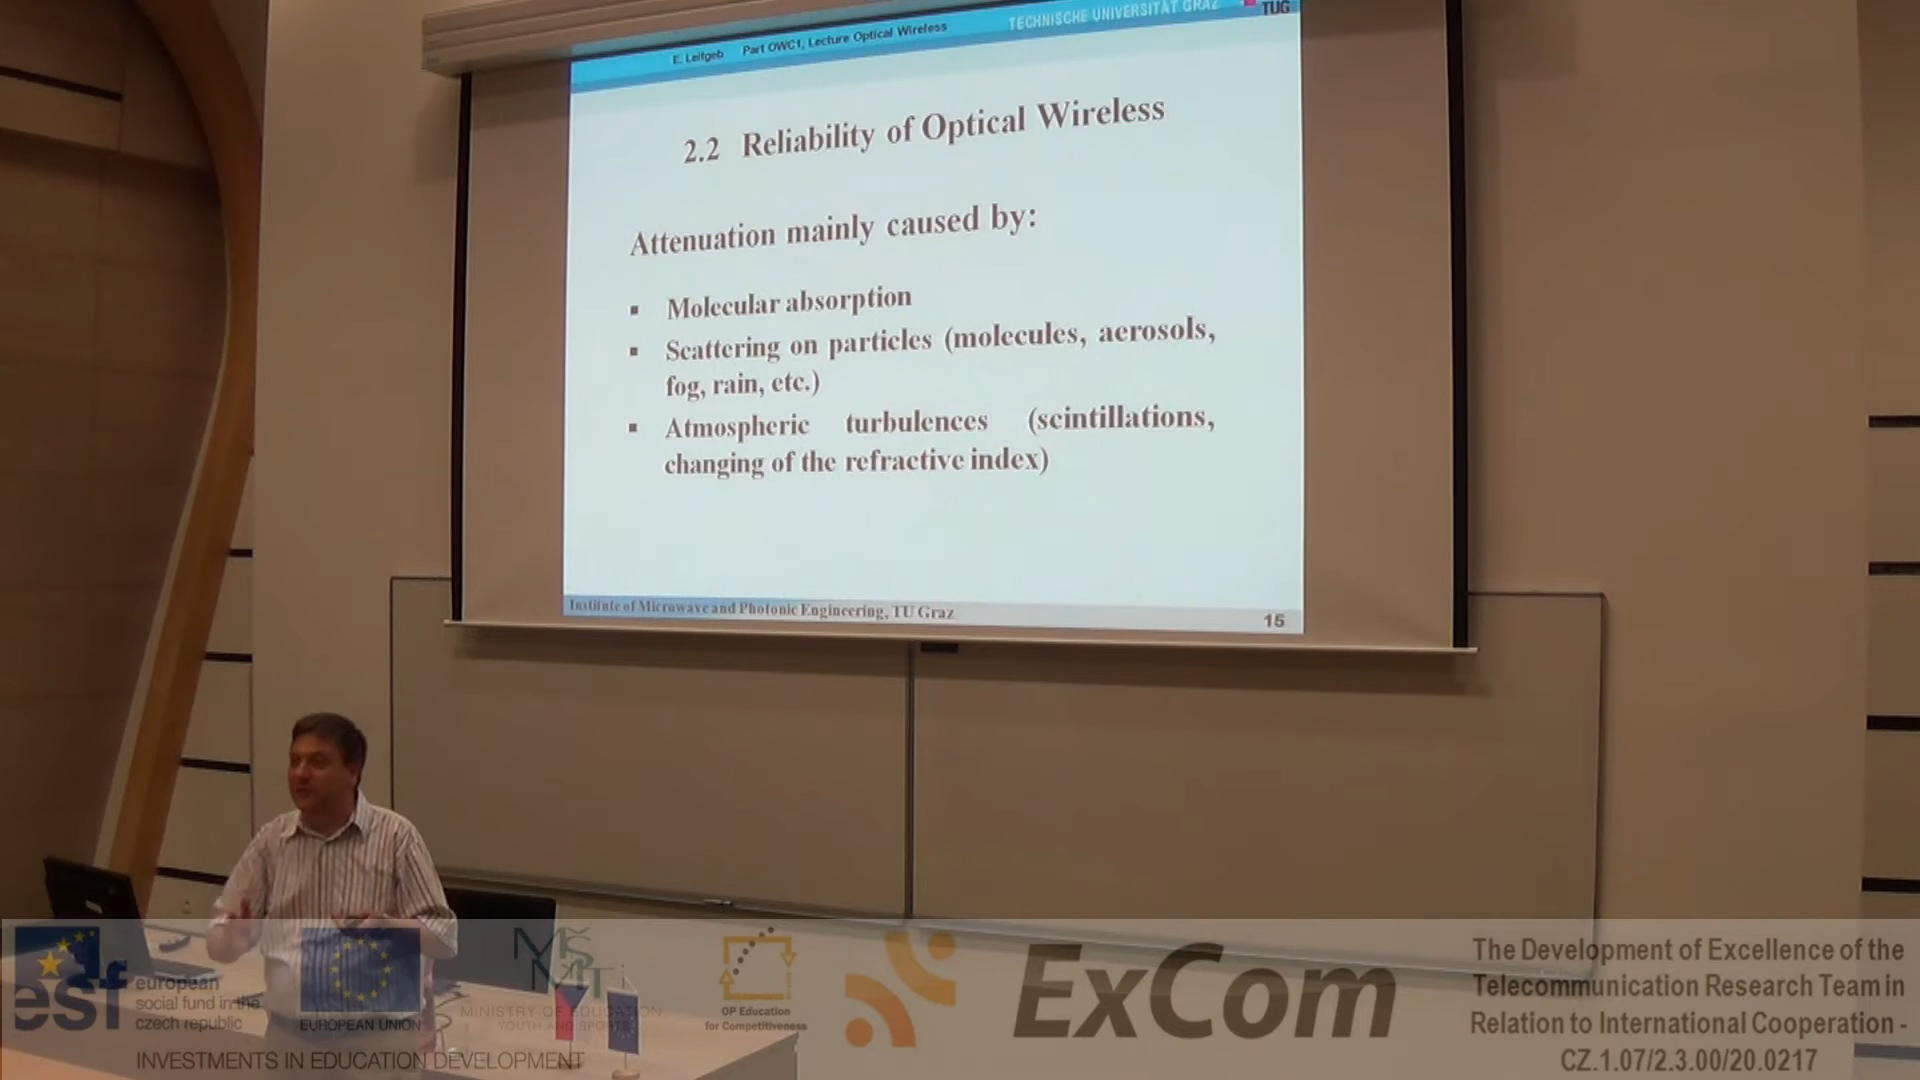 E. Leitgeb Part OWC1, Lecture Optical Wireless
TECHNISCHE UNIVERSITÄT GRAZ
TUG
2.2 Reliability of Optical Wireless
Attenuation mainly caused by:
▪ Molecular absorption
▪ Scattering on particles (molecules, aerosols,
fog, rain, etc.)
▪ Atmospheric turbulences (scintillations,
changing of the refractive index)
Institute of Microwave and Photonic Engineering, TU Graz
15
esf
european
social fund in the
czech republic
EUROPEAN UNION
MŠMT
MINISTRY OF EDUCATION
YOUTH AND SPORTS
OP Education
for Competitiveness
INVESTMENTS IN EDUCATION DEVELOPMENT
ExCom
The Development of Excellence of the
Telecommunication Research Team in
Relation to International Cooperation -
CZ.1.07/2.3.00/20.0217